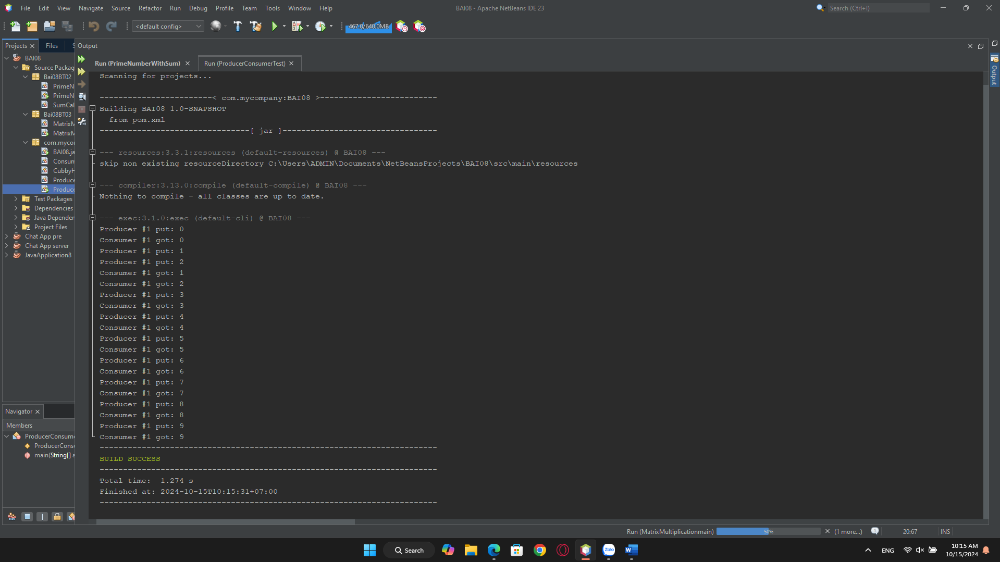 File Edit View Navigate Source Refactor Run Debug Profile Team Tools Window Help
BAI08 - Apache NetBeans IDE 23
Search (Ctrl+I)
<default config>
467.0/640.0MB
Projects
Files
Output
Run (PrimeNumberWithSum)
Run (ProducerConsumerTest)
BAI08
Source Packag
Bai08BT02
PrimeN
PrimeN
SumCal
Bai08BT03
MatrixM
MatrixM
com.mycon
BAI08.ja
Consum
CubbyH
Produce
Produce
Test Packages
Dependencies
Java Dependen
Project Files
Chat App pre
Chat App server
JavaApplication8
Scanning for projects...
------------------------< com.mycompany:BAI08 >-------------------------
Building BAI08 1.0-SNAPSHOT
from pom.xml
--------------------------------[ jar ]---------------------------------
--- resources:3.3.1:resources (default-resources) @ BAI08 ---
skip non existing resourceDirectory C:\Users\ADMIN\Documents\NetBeansProjects\BAI08\src\main\resources
--- compiler:3.13.0:compile (default-compile) @ BAI08 ---
Nothing to compile - all classes are up to date.
--- exec:3.1.0:exec (default-cli) @ BAI08 ---
Producer #1 put: 0
Consumer #1 got: 0
Producer #1 put: 1
Producer #1 put: 2
Consumer #1 got: 1
Consumer #1 got: 2
Producer #1 put: 3
Consumer #1 got: 3
Producer #1 put: 4
Consumer #1 got: 4
Producer #1 put: 5
Consumer #1 got: 5
Producer #1 put: 6
Consumer #1 got: 6
Producer #1 put: 7
Consumer #1 got: 7
Producer #1 put: 8
Consumer #1 got: 8
Producer #1 put: 9
Consumer #1 got: 9
------------------------------------------------------------------------
BUILD SUCCESS
------------------------------------------------------------------------
Total time:  1.274 s
Finished at: 2024-10-15T10:15:31+07:00
------------------------------------------------------------------------
Output
Navigator
Members
ProducerConsume
ProducerConsu
main(String[] a
Run (MatrixMultiplicationmain)
50%
(1 more...)
20:67
INS
Search
Zalo
W
ENG
10:15 AM
10/15/2024